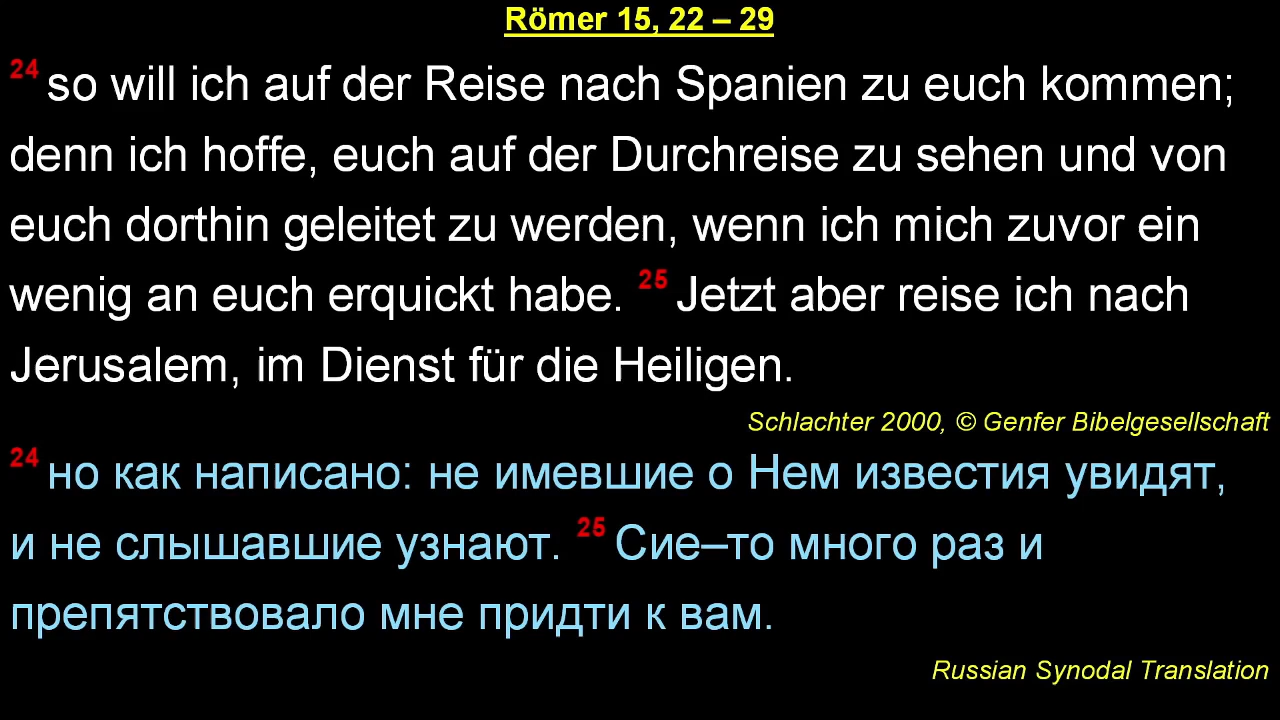 Römer 15, 22 – 29
24 so will ich auf der Reise nach Spanien zu euch kommen;
denn ich hoffe, euch auf der Durchreise zu sehen und von
euch dorthin geleitet zu werden, wenn ich mich zuvor ein
wenig an euch erquickt habe. 25 Jetzt aber reise ich nach
Jerusalem, im Dienst für die Heiligen.
Schlachter 2000, © Genfer Bibelgesellschaft
24 но как написано: не имевшие о Нем известия увидят,
и не слышавшие узнают. 25 Сие–то много раз и
препятствовало мне придти к вам.
Russian Synodal Translation